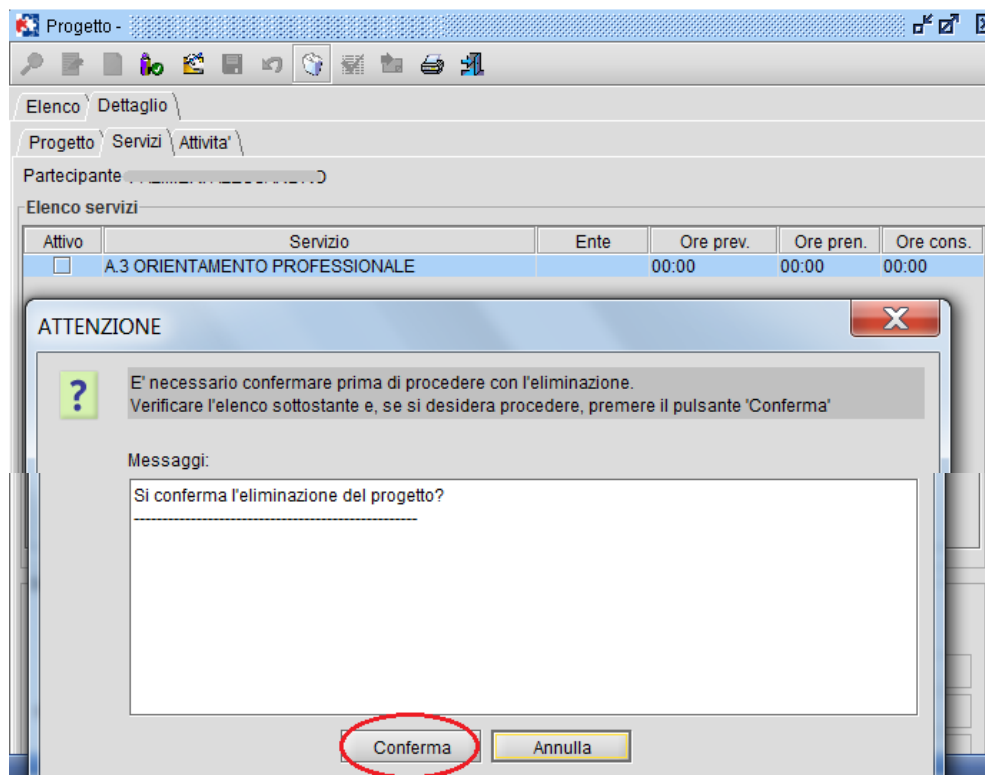 Progetto -
Elenco Dettaglio
Progetto Servizi Attivita'
Partecipante
Elenco servizi
Attivo Servizio Ente Ore prev. Ore pren. Ore cons.
A.3 ORIENTAMENTO PROFESSIONALE 00:00 00:00 00:00
ATTENZIONE
E' necessario confermare prima di procedere con l'eliminazione.
Verificare l'elenco sottostante e, se si desidera procedere, premere il pulsante 'Conferma'
Messaggi:
Si conferma l'eliminazione del progetto?
--------------------------------------------------
Conferma Annulla